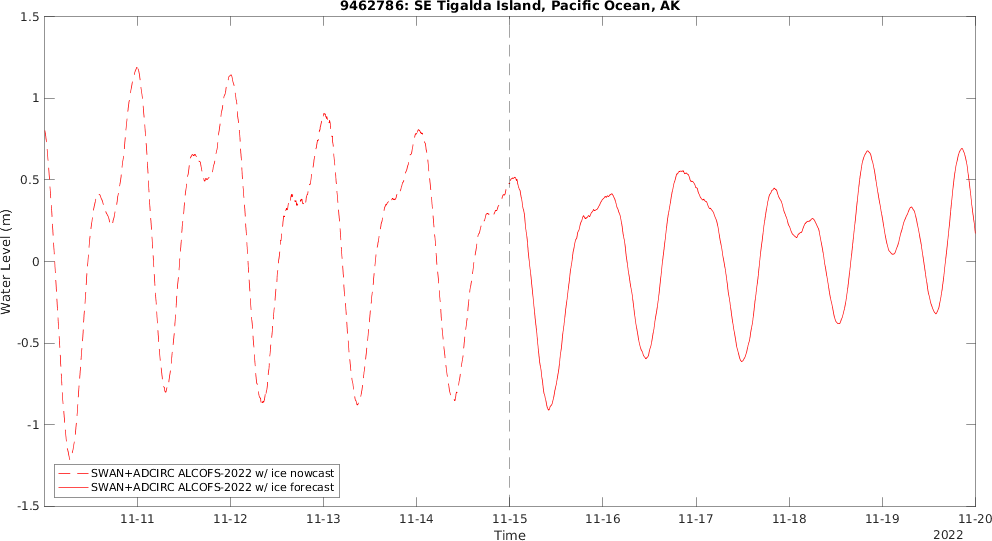 9462786: SE Tigalda Island, Pacific Ocean, AK
1.5
1
0.5
0
-0.5
-1
-1.5
Water Level (m)
SWAN+ADCIRC ALCOFS-2022 w/ ice nowcast
SWAN+ADCIRC ALCOFS-2022 w/ ice forecast
11-11 11-12 11-13 11-14 11-15 11-16 11-17 11-18 11-19 11-20
Time
2022